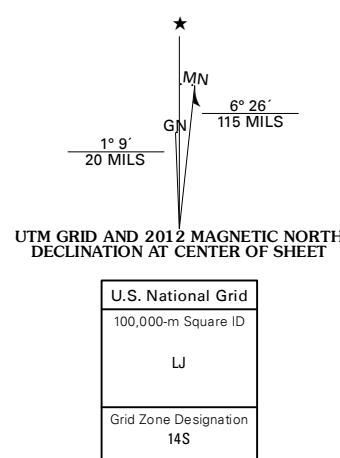 ★
MN
GN
6° 26´
115 MILS
1° 9´
20 MILS
UTM GRID AND 2012 MAGNETIC NORTH
DECLINATION AT CENTER OF SHEET
U.S. National Grid
100,000-m Square ID
LJ
Grid Zone Designation
14S